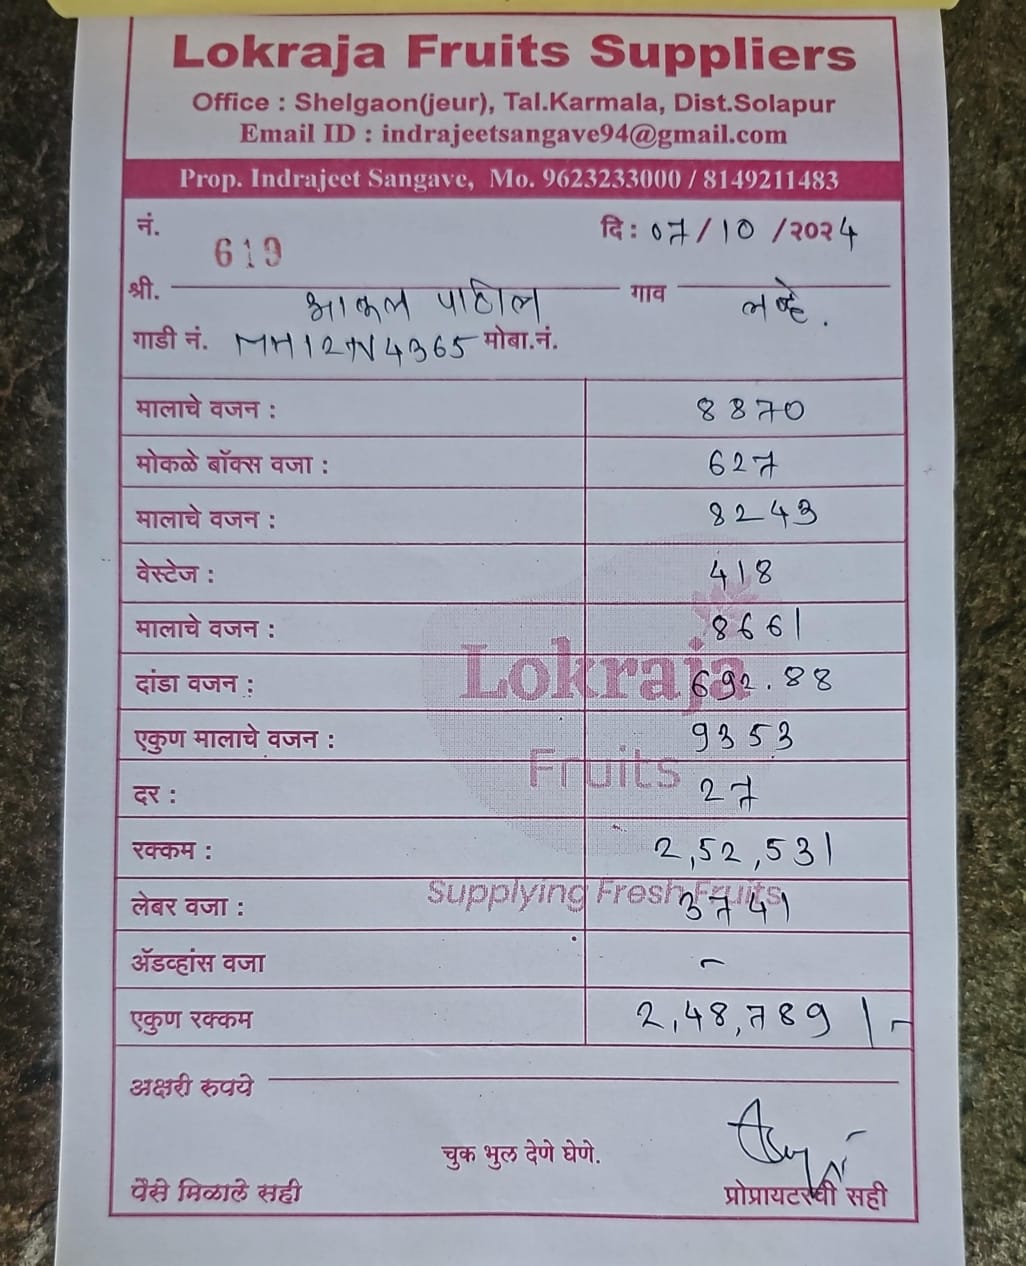 Lokraja Fruits Suppliers
Office : Shelgaon(jeur), Tal.Karmala, Dist.Solapur
Email ID : indrajeetsangave94@gmail.com
Prop. Indrajeet Sangave, Mo. 9623233000 / 8149211483
नं. 619 दि : 07/10/२०२4
श्री. पाटील गाव लव्हे.
गाडी नं. मोबा.नं.
मालाचे वजन : 8870
मोकळे बॉक्स वजा : 627
मालाचे वजन : 8243
वेस्टेज : 418
मालाचे वजन : 8661
दांडा वजन : 692.88
एकुण मालाचे वजन : 9353
दर : 27
रक्कम : 2,52,531
लेबर वजा : 3741
ॲडव्हांस वजा -
एकुण रक्कम 2,48,789/-
Lokraja
Fruits
Supplying Fresh Fruits
अक्षरी रुपये
चुक भुल देणे घेणे.
पैसे मिळाले सही प्रोप्रायटरची सही